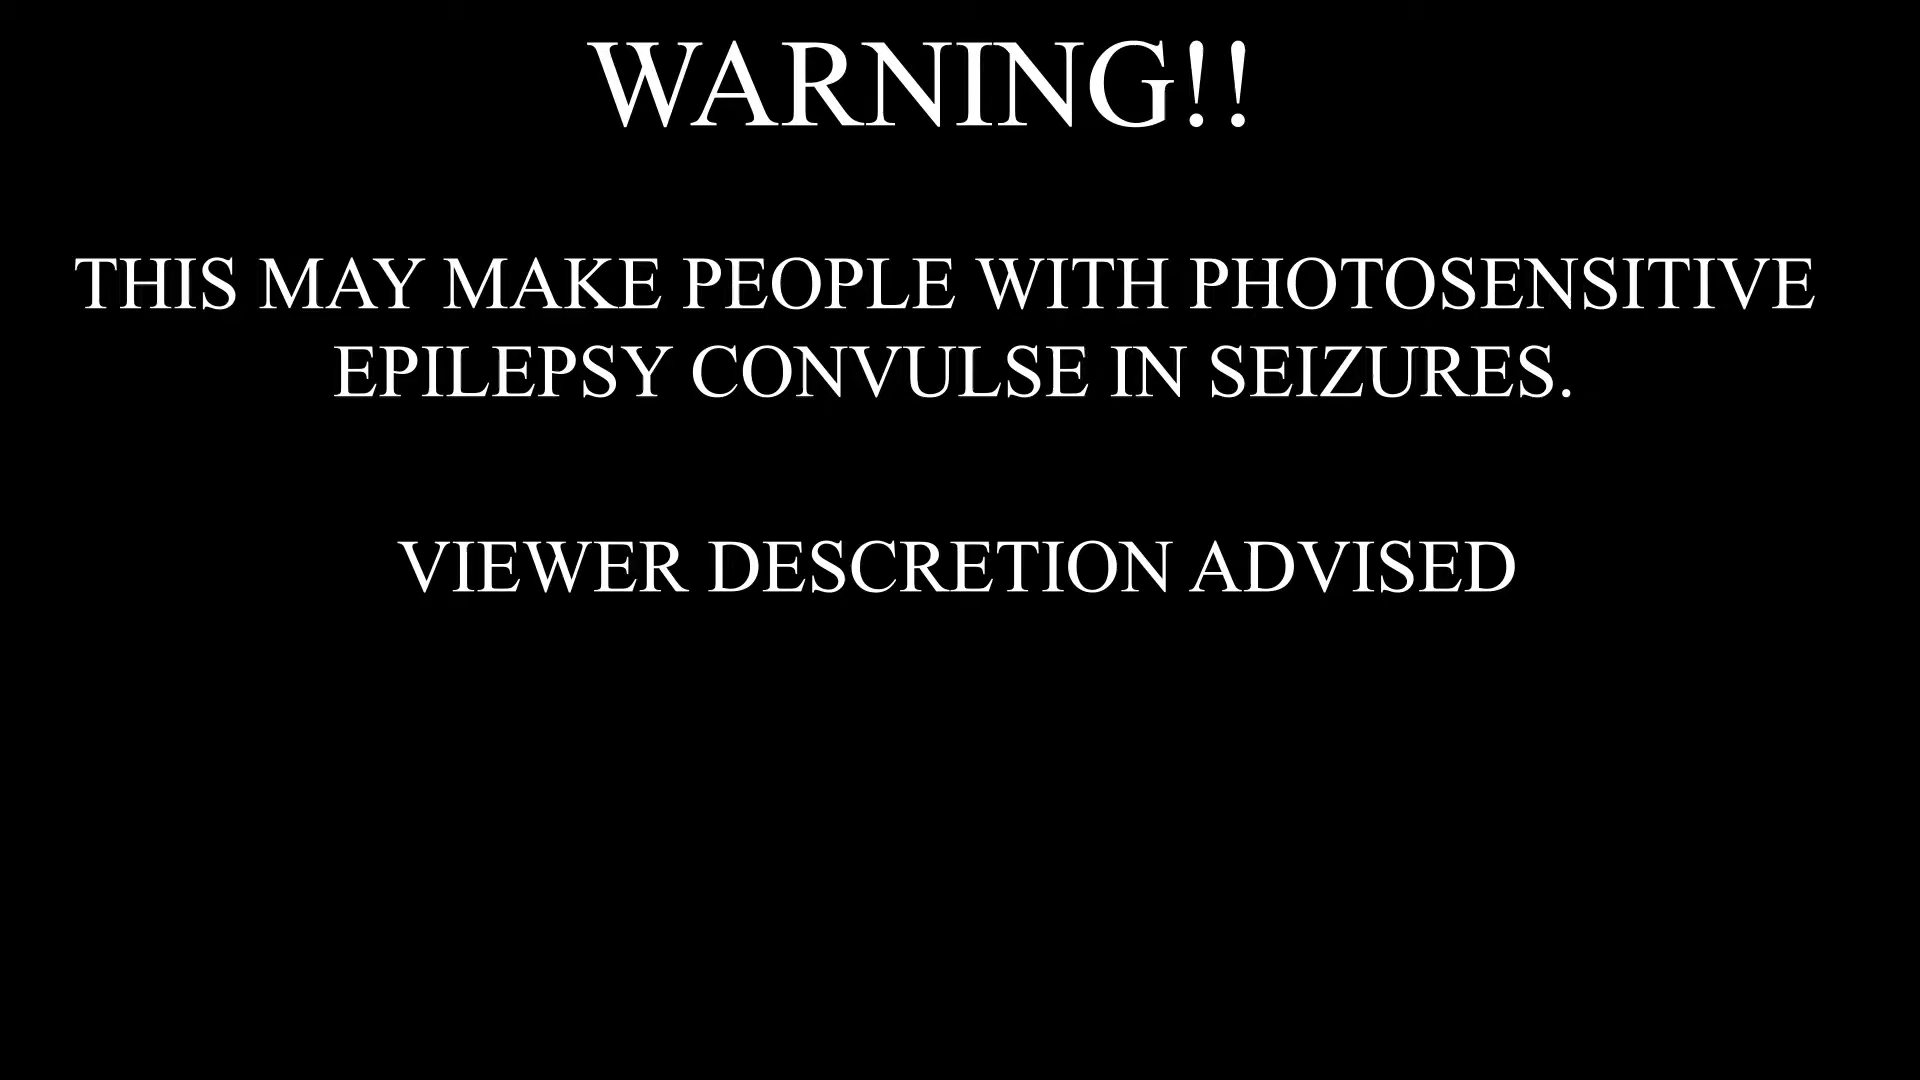 WARNING!!
THIS MAY MAKE PEOPLE WITH PHOTOSENSITIVE
EPILEPSY CONVULSE IN SEIZURES.
VIEWER DESCRETION ADVISED